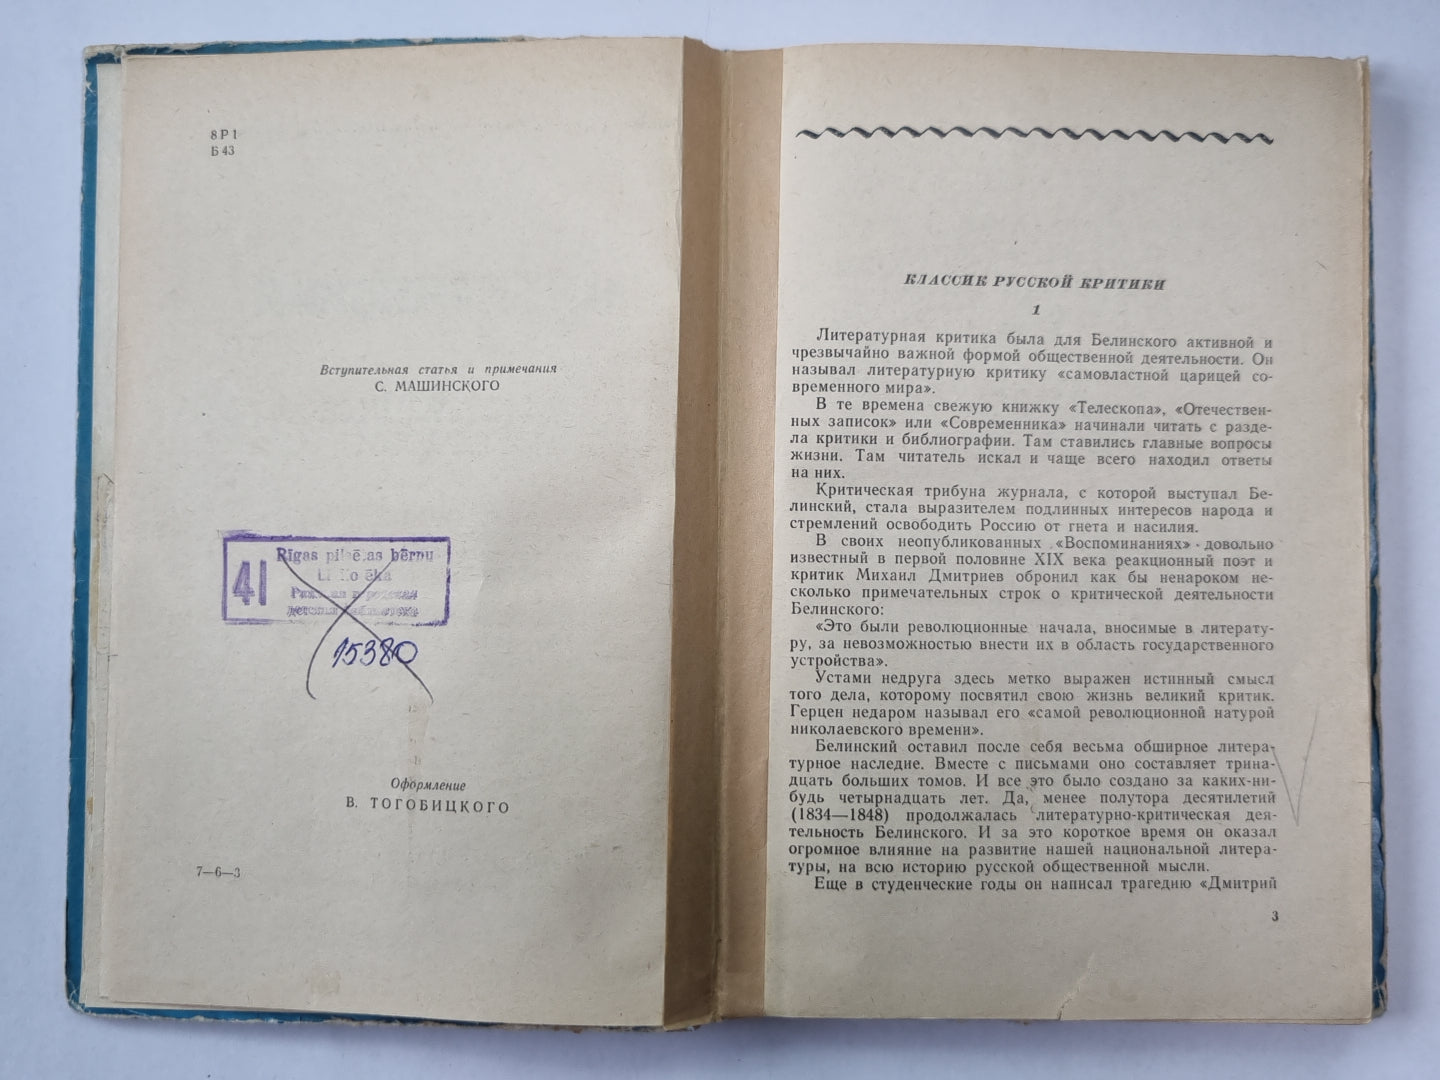 8Р1
Б43
Вступительная статья и примечания
С. МАШИНСКОГО
41
Rīgas pilsētas bērnu
15380
Оформление
В. ТОГОБИЦКОГО
7—6—3
КЛАССИК РУССКОЙ КРИТИКИ
1
Литературная критика была для Белинского активной и
чрезвычайно важной формой общественной деятельности. Он
называл литературную критику «самовластной царицей со-
временного мира».
В те времена свежую книжку «Телескопа», «Отечествен-
ных записок» или «Современника» начинали читать с разде-
ла критики и библиографии. Там ставились главные вопросы
жизни. Там читатель искал и чаще всего находил ответы
на них.
Критическая трибуна журнала, с которой выступал Бе-
линский, стала выразителем подлинных интересов народа и
стремлений освободить Россию от гнета и насилия.
В своих неопубликованных «Воспоминаниях» довольно
известный в первой половине XIX века реакционный поэт и
критик Михаил Дмитриев обронил как бы ненароком не-
сколько примечательных строк о критической деятельности
Белинского:
«Это были революционные начала, вносимые в литерату-
ру, за невозможностью внести их в область государственного
устройства».
Устами недруга здесь метко выражен истинный смысл
того дела, которому посвятил свою жизнь великий критик.
Герцен недаром называл его «самой революционной натурой
николаевского времени».
Белинский оставил после себя весьма обширное литера-
турное наследие. Вместе с письмами оно составляет трина-
дцать больших томов. И все это было создано за каких-ни-
будь четырнадцать лет. Да, менее полутора десятилетий
(1834—1848) продолжалась литературно-критическая дея-
тельность Белинского. И за это короткое время он оказал
огромное влияние на развитие нашей национальной литера-
туры, на всю историю русской общественной мысли.
Еще в студенческие годы он написал трагедию «Дмитрий
3